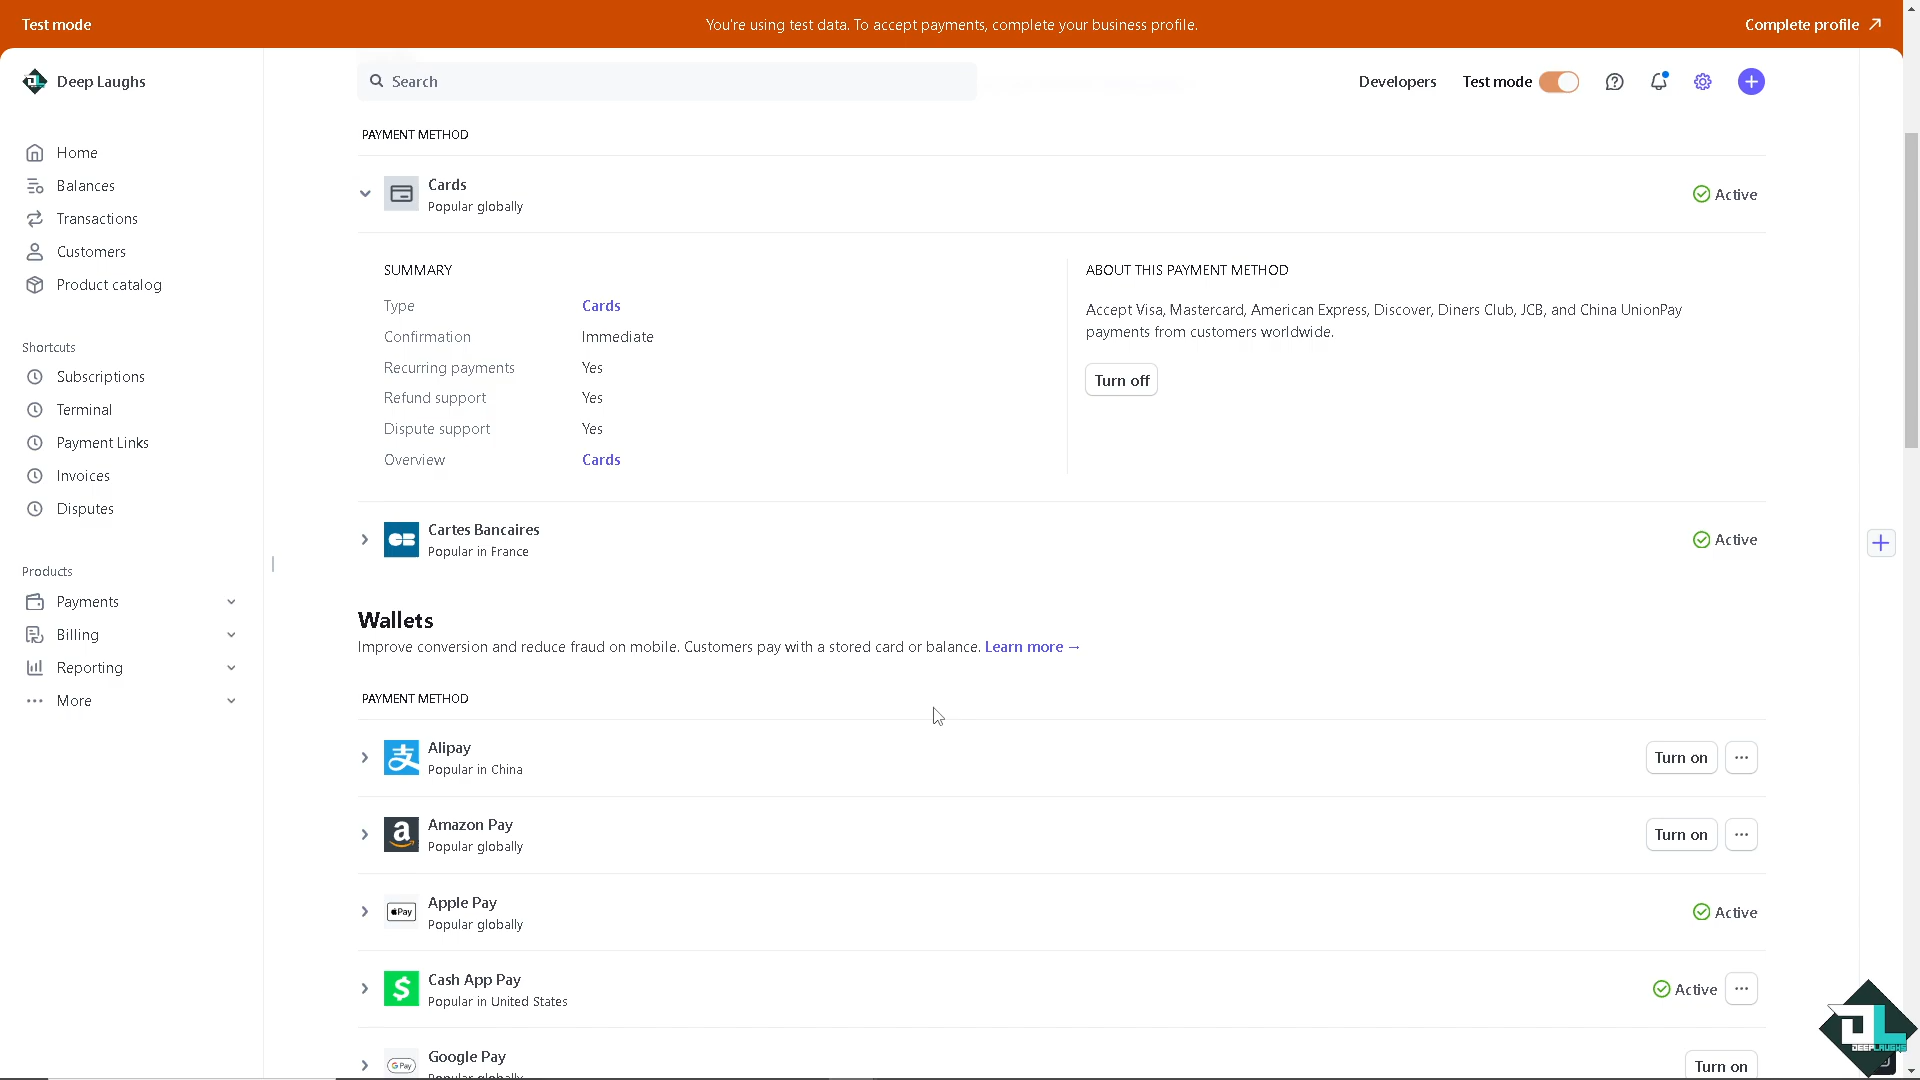 Test mode
You're using test data. To accept payments, complete your business profile.
Complete profile
Deep Laughs
Search
Developers
Test mode
Home
Balances
Transactions
Customers
Product catalog
Shortcuts
Subscriptions
Terminal
Payment Links
Invoices
Disputes
Products
Payments
Billing
Reporting
More
PAYMENT METHOD
Cards
Popular globally
Active
SUMMARY
Type Cards
Confirmation Immediate
Recurring payments Yes
Refund support Yes
Dispute support Yes
Overview Cards
ABOUT THIS PAYMENT METHOD
Accept Visa, Mastercard, American Express, Discover, Diners Club, JCB, and China UnionPay
payments from customers worldwide.
Turn off
Cartes Bancaires
Popular in France
Active
Wallets
Improve conversion and reduce fraud on mobile. Customers pay with a stored card or balance. Learn more →
PAYMENT METHOD
Alipay
Popular in China
Turn on
Amazon Pay
Popular globally
Turn on
Pay
Apple Pay
Popular globally
Active
Cash App Pay
Popular in United States
Active
G Pay
Google Pay
Popular globally
Turn on
DL
DEEPLAUGHS